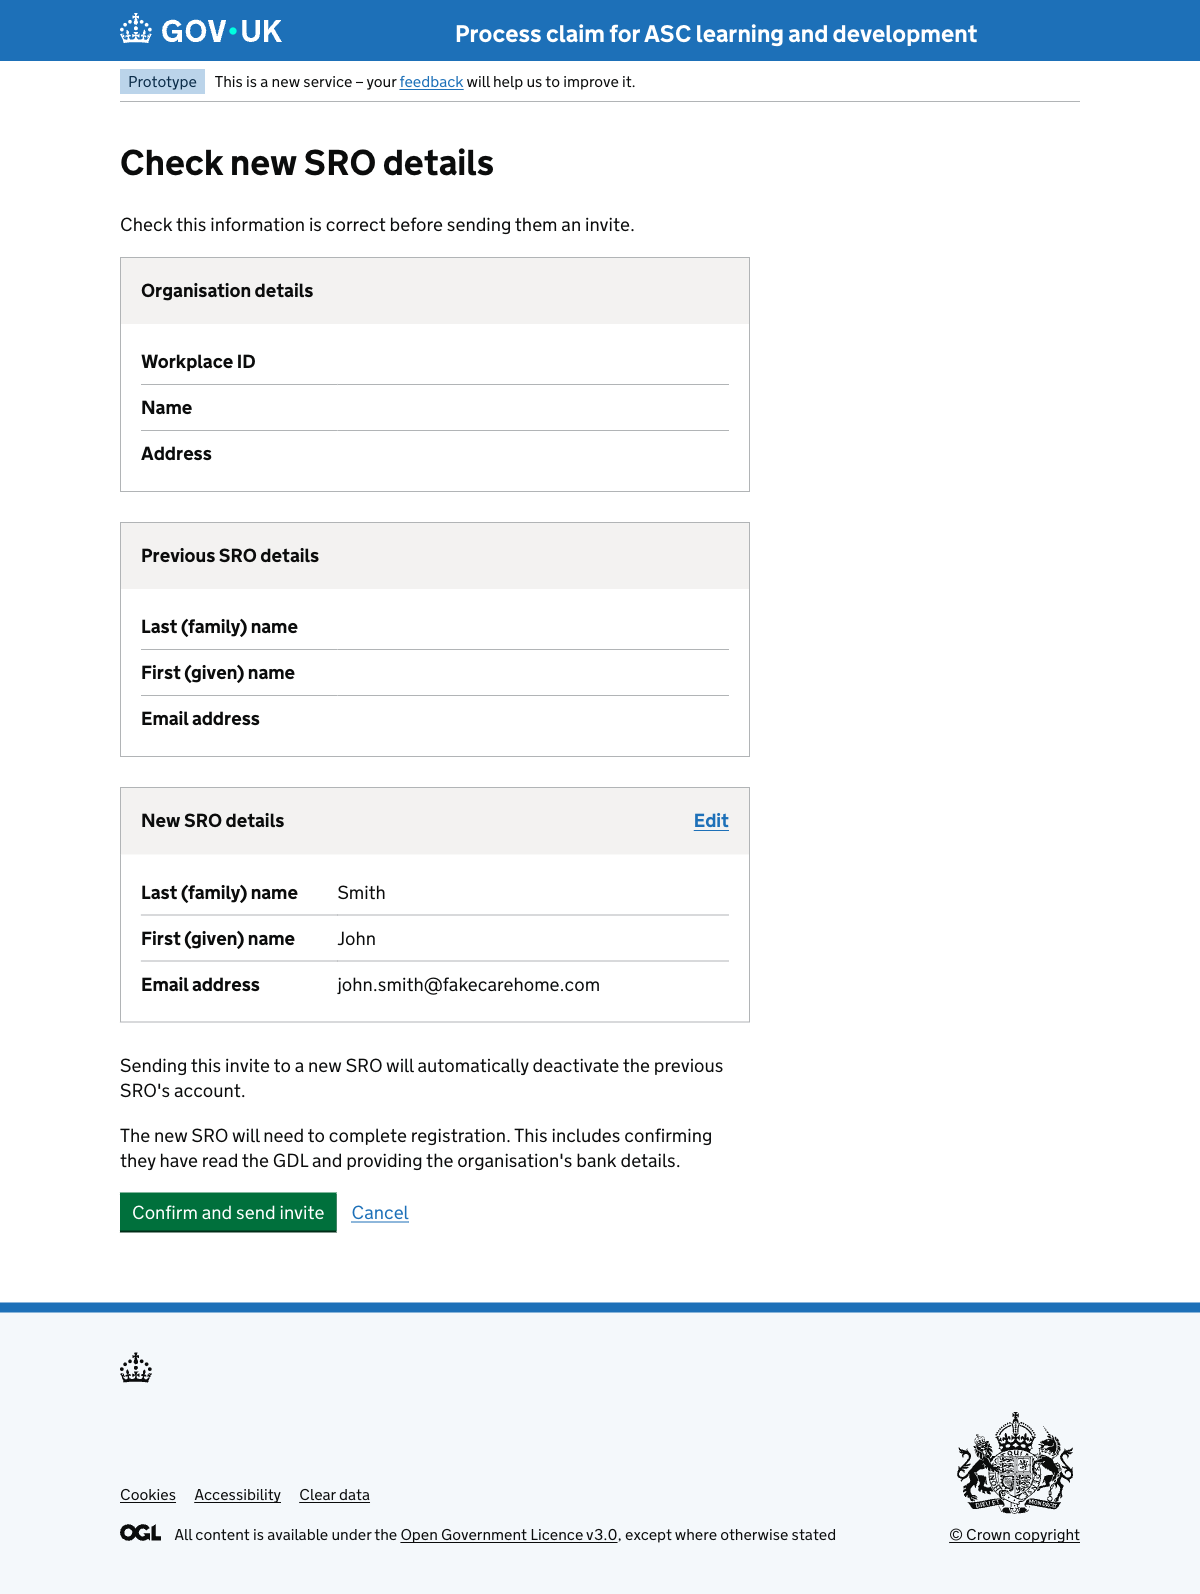 GOV·UK
Process claim for ASC learning and development
Prototype This is a new service – your feedback will help us to improve it.
Check new SRO details
Check this information is correct before sending them an invite.
Organisation details
Workplace ID
Name
Address
Previous SRO details
Last (family) name
First (given) name
Email address
New SRO details Edit
Last (family) name Smith
First (given) name John
Email address john.smith@fakecarehome.com
Sending this invite to a new SRO will automatically deactivate the previous
SRO's account.
The new SRO will need to complete registration. This includes confirming
they have read the GDL and providing the organisation's bank details.
Confirm and send invite Cancel
Cookies Accessibility Clear data
OGL All content is available under the Open Government Licence v3.0, except where otherwise stated
© Crown copyright